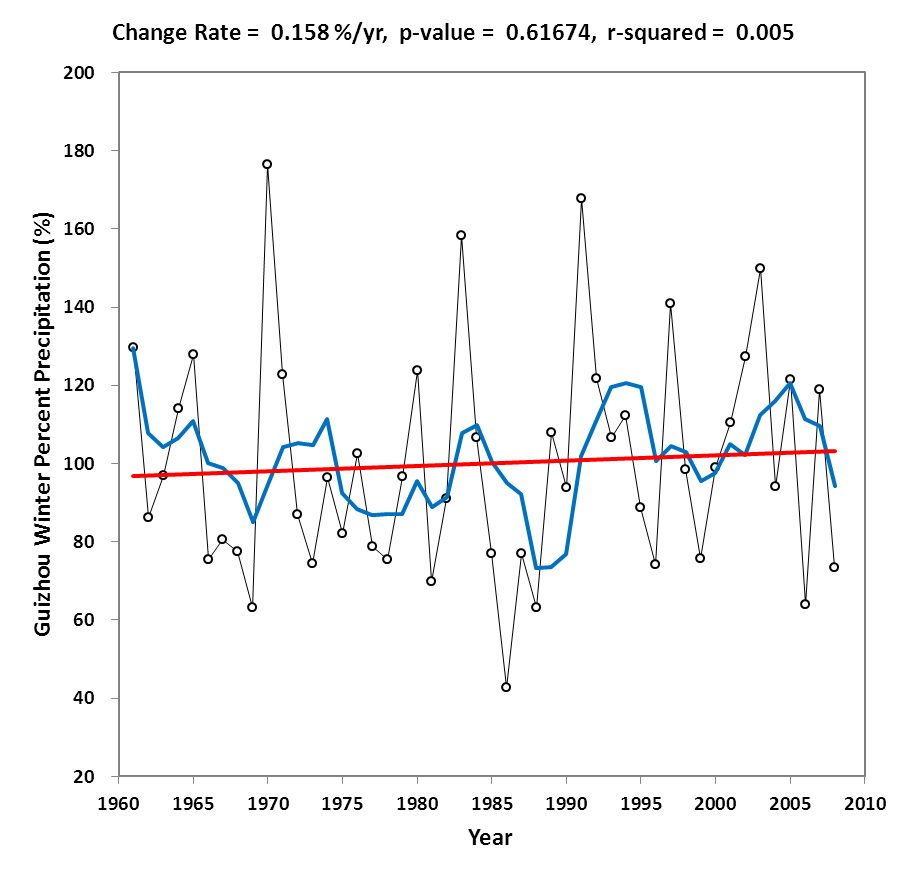 Change Rate = 0.158 %/yr, p-value = 0.61674, r-squared = 0.005
200
180
160
140
120
100
80
60
40
20
Guizhou Winter Percent Precipitation (%)
1960 1965 1970 1975 1980 1985 1990 1995 2000 2005 2010
Year